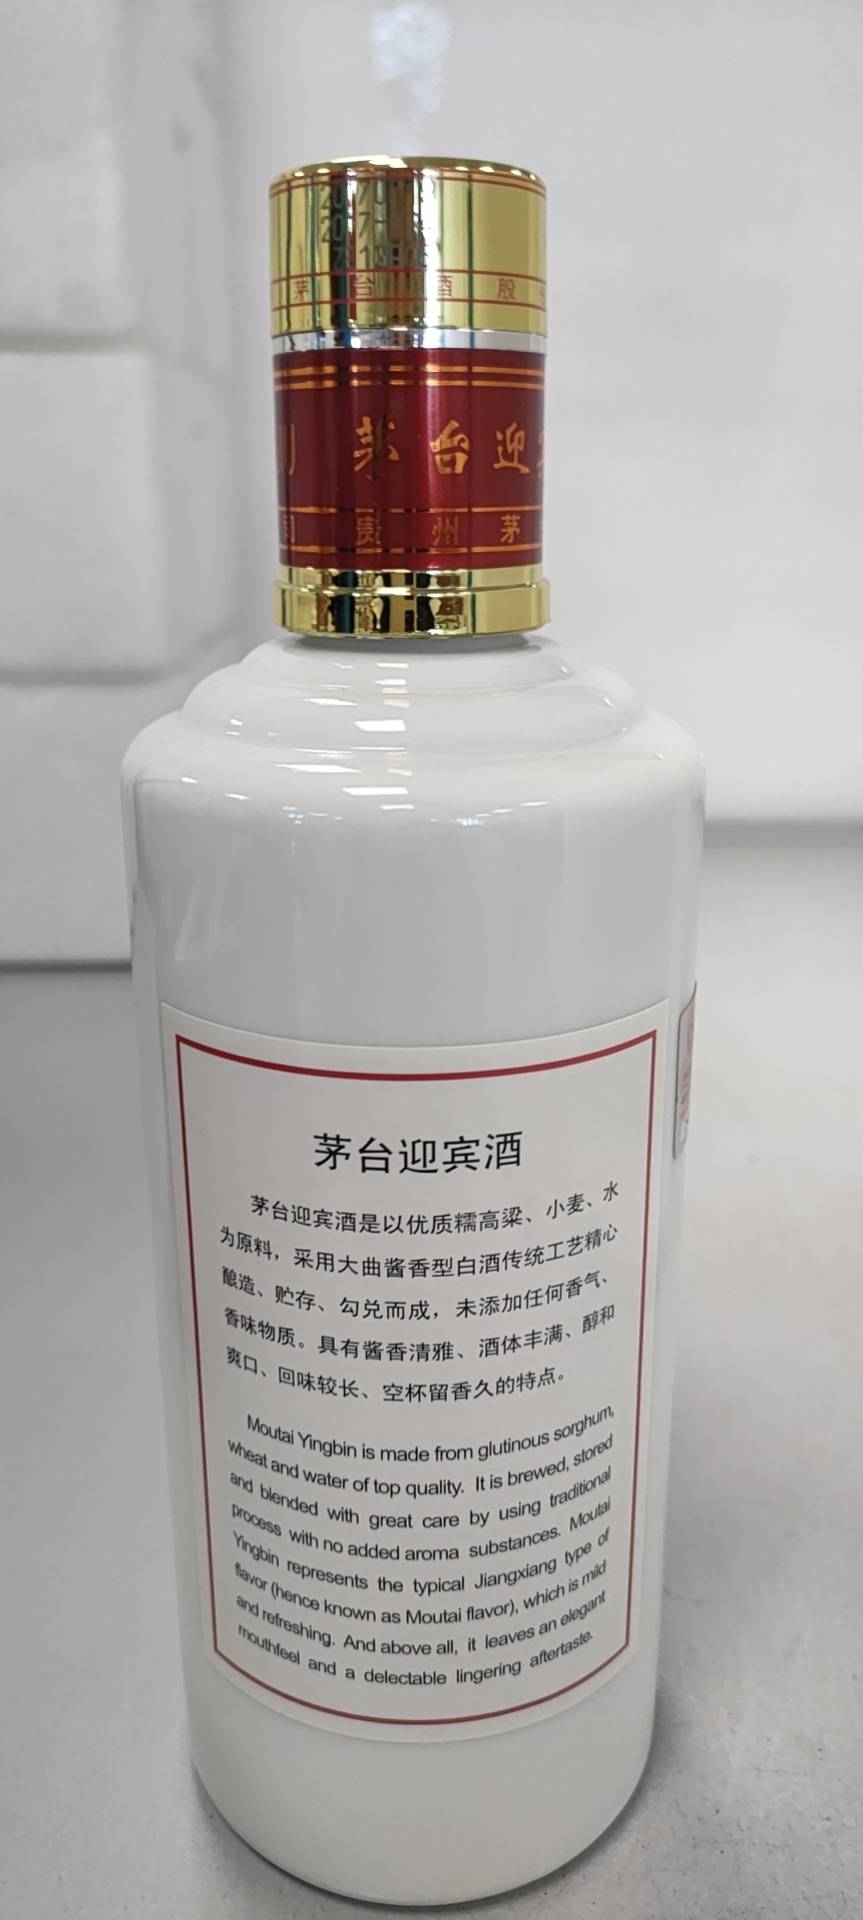 茅台酒股
茅台迎
贵州茅
茅台迎宾酒
茅台迎宾酒是以优质糯高粱、小麦、水
为原料，采用大曲酱香型白酒传统工艺精心
酿造、贮存、勾兑而成，未添加任何香气、
香味物质。具有酱香清雅、酒体丰满、醇和
爽口、回味较长、空杯留香久的特点。
Moutai Yingbin is made from glutinous sorghum,
wheat and water of top quality. It is brewed, stored
and blended with great care by using traditional
process with no added aroma substances. Moutai
Yingbin represents the typical Jiangxiang type of
flavor (hence known as Moutai flavor), which is mild
and refreshing. And above all, it leaves an elegant
mouthfeel and a delectable lingering aftertaste.